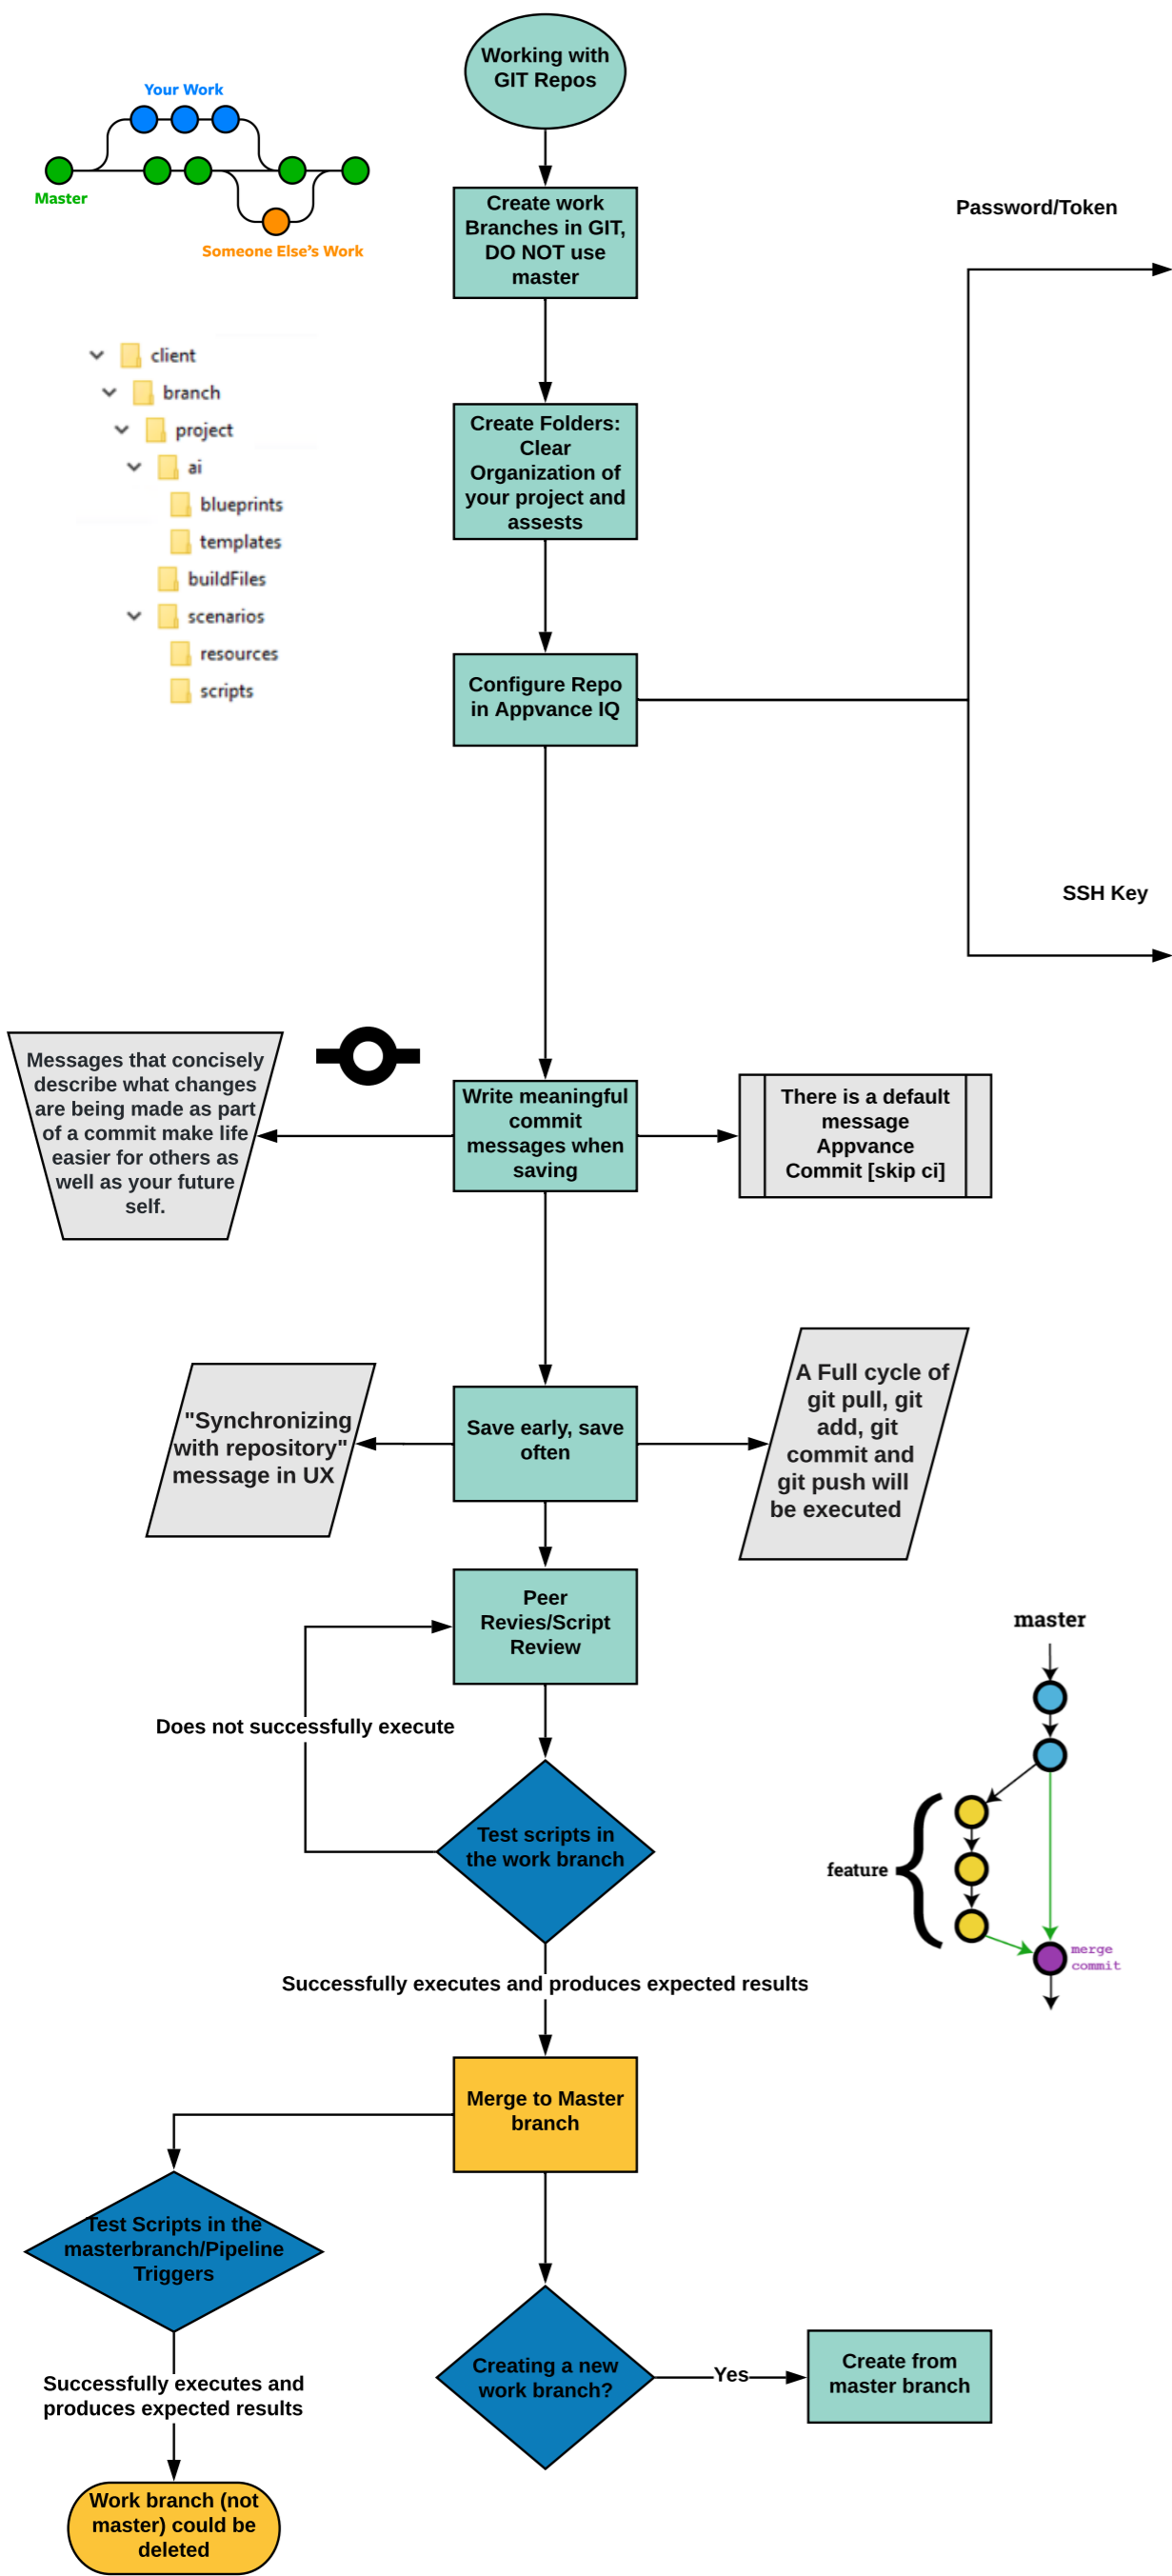 Working with
GIT Repos
Your Work
Master
Someone Else's Work
Create work
Branches in GIT,
DO NOT use
master
Password/Token
client
branch
project
ai
blueprints
templates
buildFiles
scenarios
resources
scripts
Create Folders:
Clear
Organization of
your project and
assests
Configure Repo
in Appvance IQ
SSH Key
Messages that concisely
describe what changes
are being made as part
of a commit make life
easier for others as
well as your future
self.
Write meaningful
commit
messages when
saving
There is a default
message
Appvance
Commit [skip ci]
"Synchronizing
with repository"
message in UX
Save early, save
often
A Full cycle of
git pull, git
add, git
commit and
git push will
be executed
Peer
Revies/Script
Review
Does not successfully execute
Test scripts in
the work branch
master
feature
merge
commit
Successfully executes and produces expected results
Merge to Master
branch
Test Scripts in the
masterbranch/Pipeline
Triggers
Creating a new
work branch?
Yes
Create from
master branch
Successfully executes and
produces expected results
Work branch (not
master) could be
deleted